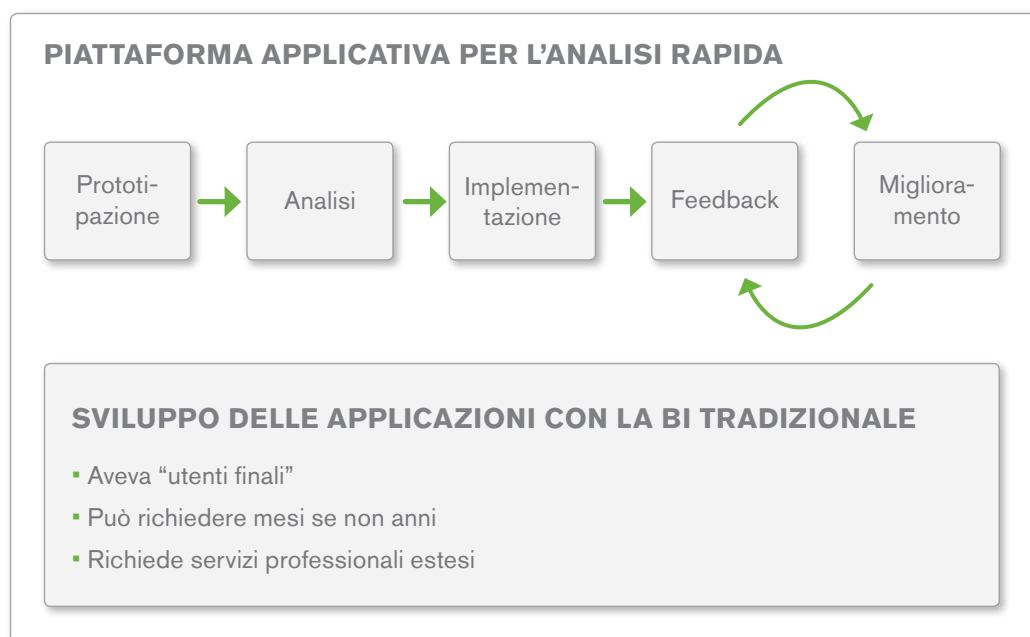 PIATTAFORMA APPLICATIVA PER L’ANALISI RAPIDA
Prototi-
pazione
Analisi
Implemen-
tazione
Feedback
Migliora-
mento
SVILUPPO DELLE APPLICAZIONI CON LA BI TRADIZIONALE
▪ Aveva “utenti finali”
▪ Può richiedere mesi se non anni
▪ Richiede servizi professionali estesi